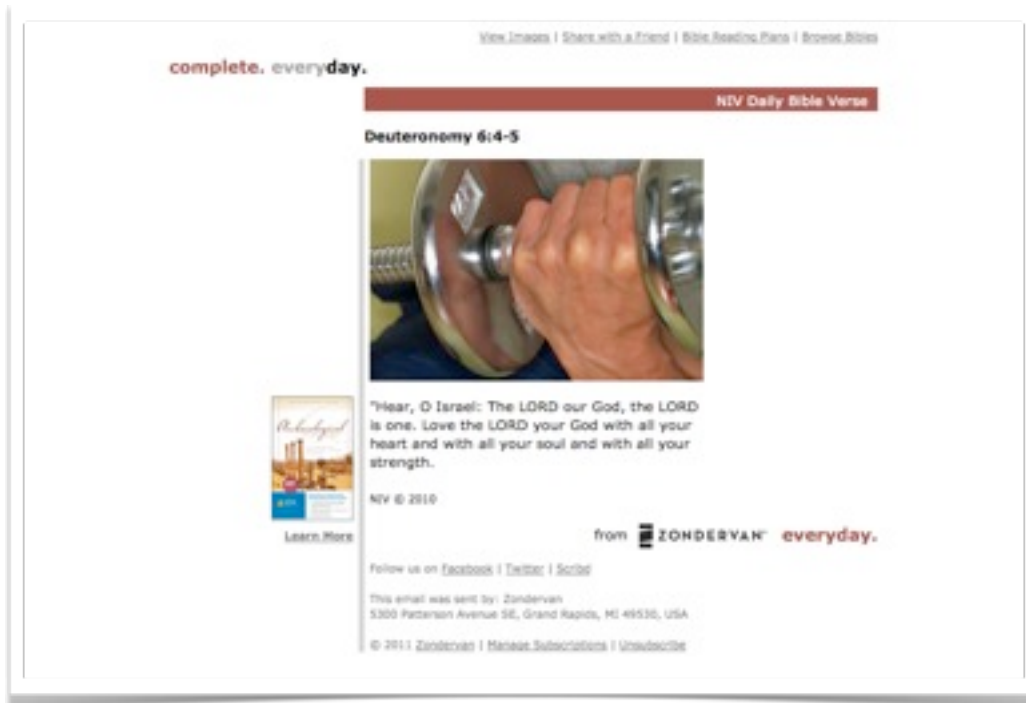 View Images | Share with a Friend | Bible Reading Plans | Browse Bibles
complete. everyday.
NIV Daily Bible Verse
Deuteronomy 6:4-5
"Hear, O Israel: The LORD our God, the LORD
is one. Love the LORD your God with all your
heart and with all your soul and with all your
strength.
NIV © 2010
Archaeological
Learn More
from ZONDERVAN™ everyday.
Follow us on Facebook | Twitter | Scribd
This email was sent by: Zondervan
5300 Patterson Avenue SE, Grand Rapids, MI 49530, USA
© 2011 Zondervan | Manage Subscriptions | Unsubscribe